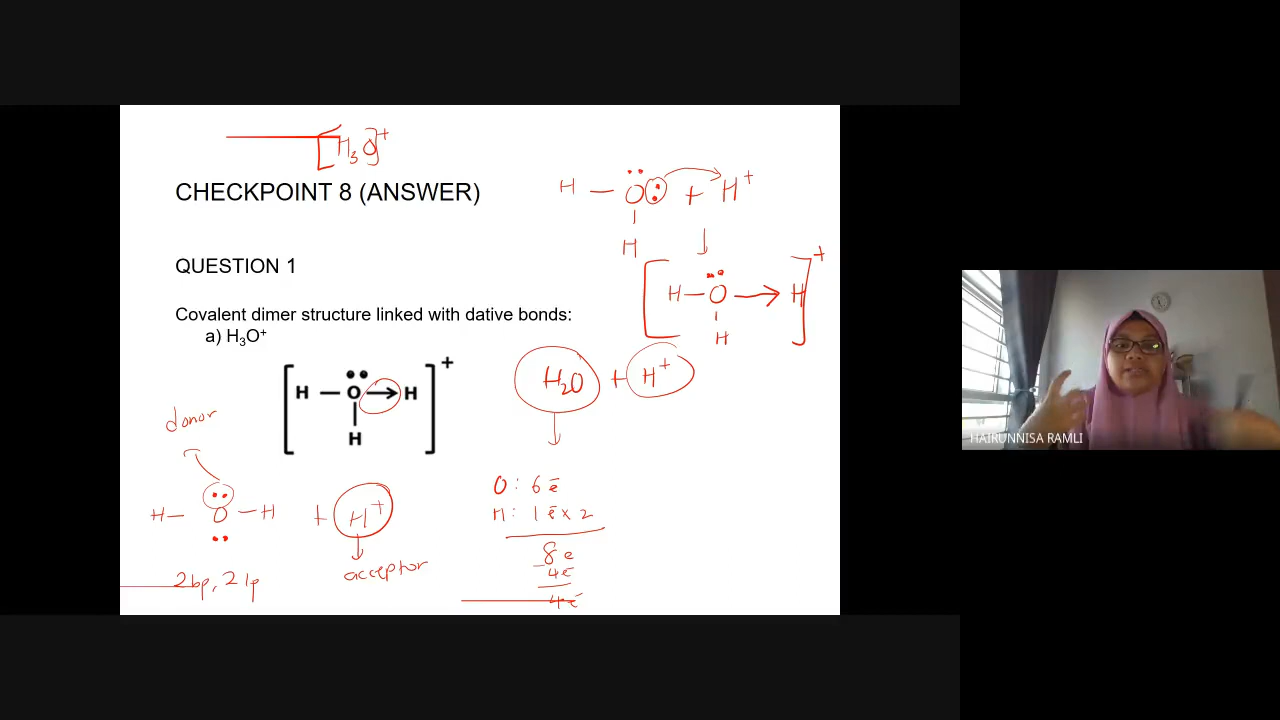 [H₃O]⁺
CHECKPOINT 8 (ANSWER)
H — O + H⁺
H
QUESTION 1
[H — O → H]⁺
H
Covalent dimer structure linked with dative bonds:
a) H₃O⁺
[H — O → H]⁺
H
H₂O + H⁺
donor
H — O — H + H⁺
acceptor
2bp, 2lp
O : 6e̅
H : 1e̅ x 2
8e
- 4e̅
4e̅
HAIRUNNISA RAMLI